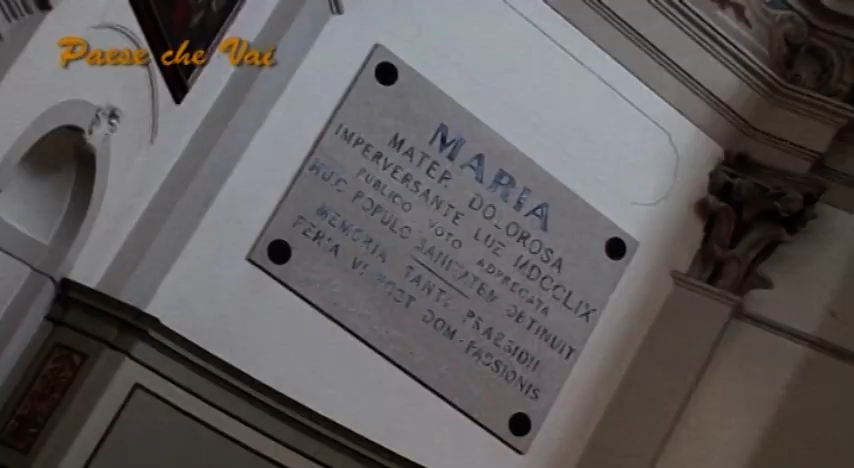 Paese che Vai
MARIA
MATER DOLOROSA
IMPERVERSANTE LUE MDCCCLIX
PUBLICO VOTO ADPRECATA
HUIC POPULO SANITATEM OBTINUIT
MEMORIA TANTI PRAESIDII
FERIA VI POST DOM. PASSIONIS